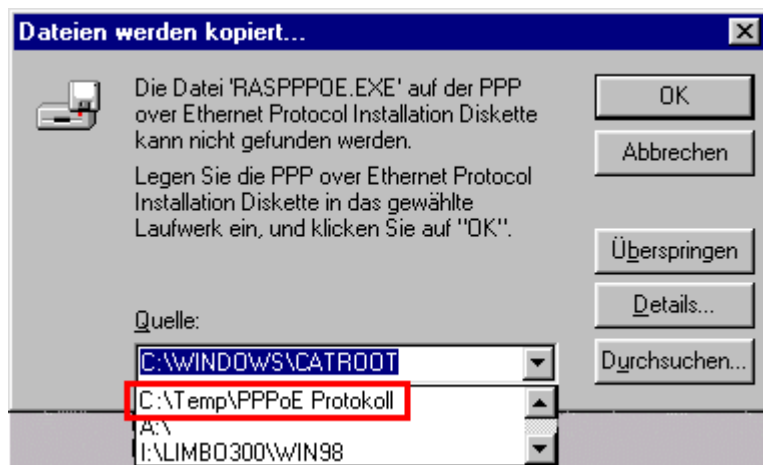 Dateien werden kopiert...
Die Datei 'RASPPPOE.EXE' auf der PPP
over Ethernet Protocol Installation Diskette
kann nicht gefunden werden.
Legen Sie die PPP over Ethernet Protocol
Installation Diskette in das gewählte
Laufwerk ein, und klicken Sie auf "OK".
OK
Abbrechen
Überspringen
Details...
Durchsuchen...
Quelle:
C:\WINDOWS\CATROOT
C:\Temp\PPPoE Protokoll
A:\
I:\LIMBO300\WIN98